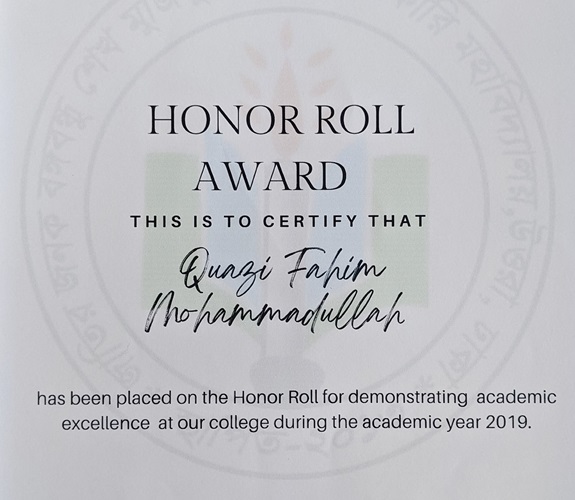 HONOR ROLL
AWARD
THIS IS TO CERTIFY THAT
Quazi Fahim
Mohammadullah
has been placed on the Honor Roll for demonstrating academic
excellence at our college during the academic year 2019.